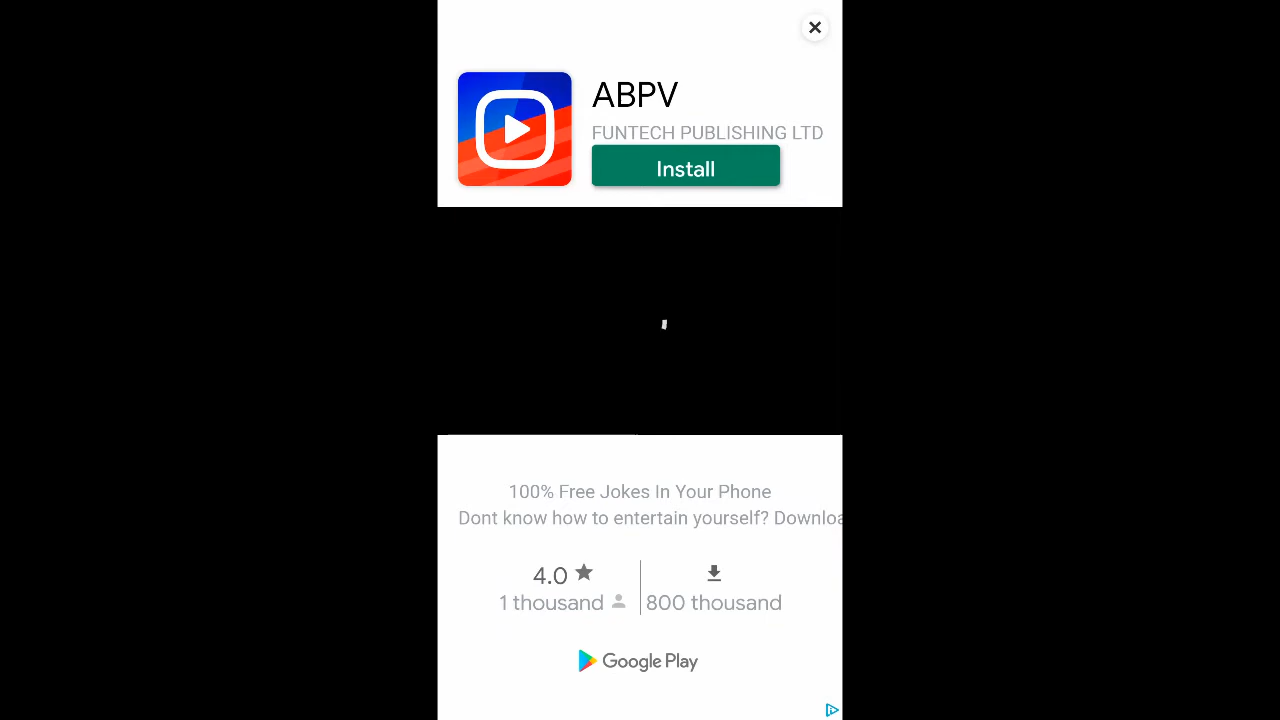 ABPV
FUNTECH PUBLISHING LTD
Install
100% Free Jokes In Your Phone
Dont know how to entertain yourself? Downloa
4.0
1 thousand
800 thousand
Google Play